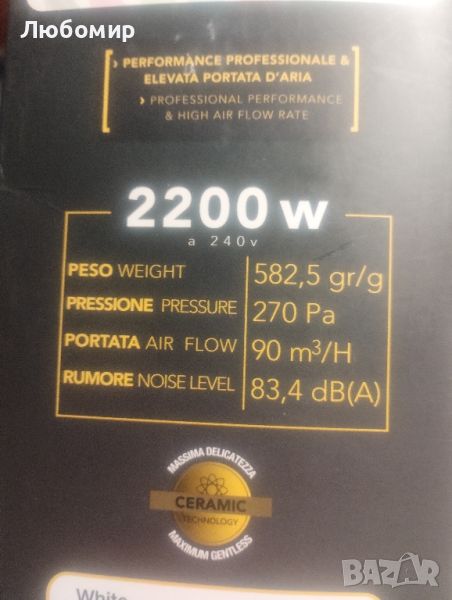 Любомир
› PERFORMANCE PROFESSIONALE &
ELEVATA PORTATA D'ARIA
› PROFESSIONAL PERFORMANCE
& HIGH AIR FLOW RATE
2200 W
a 240v
PESO WEIGHT 582,5 gr/g
PRESSIONE PRESSURE 270 Pa
PORTATA AIR FLOW 90 m³/H
RUMORE NOISE LEVEL 83,4 dB(A)
MASSIMA DELICATEZZA
CERAMIC
TECHNOLOGY
MAXIMUM GENTLESS
White
BAZAR